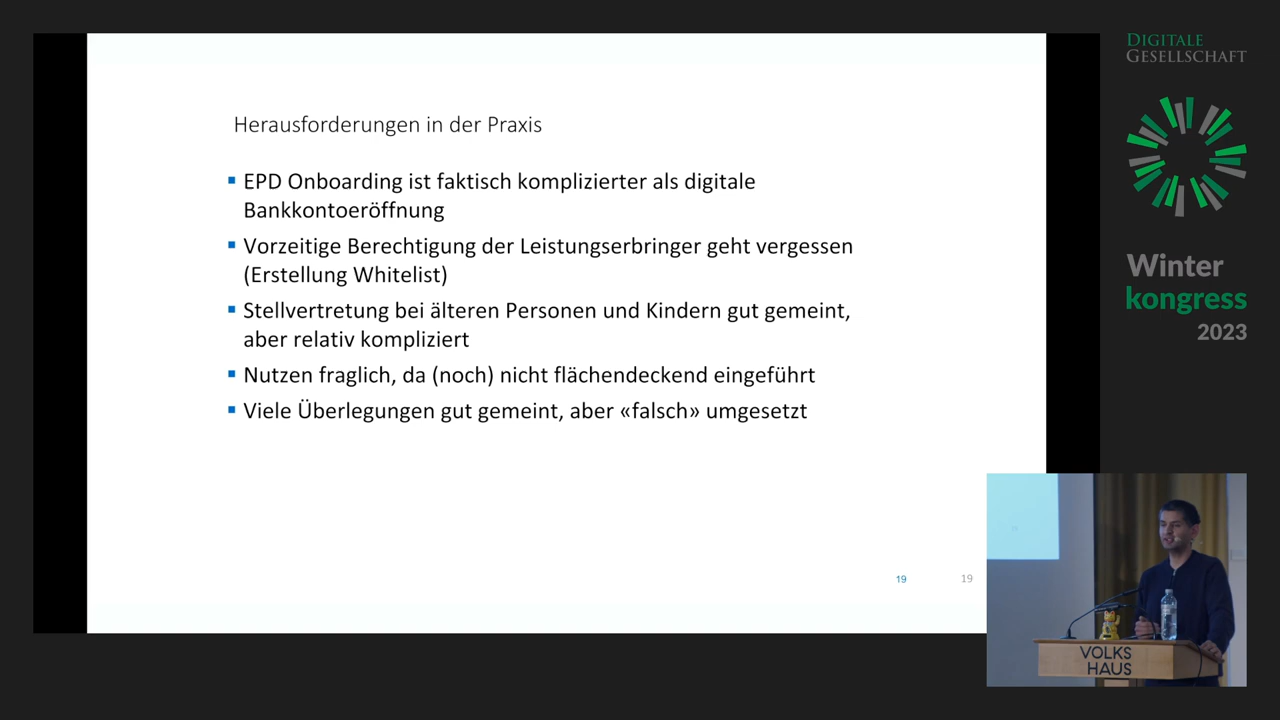 Herausforderungen in der Praxis
EPD Onboarding ist faktisch komplizierter als digitale
Bankkontoeröffnung
Vorzeitige Berechtigung der Leistungserbringer geht vergessen
(Erstellung Whitelist)
Stellvertretung bei älteren Personen und Kindern gut gemeint,
aber relativ kompliziert
Nutzen fraglich, da (noch) nicht flächendeckend eingeführt
Viele Überlegungen gut gemeint, aber «falsch» umgesetzt
19
19
DIGITALE
GESELLSCHAFT
Winter
kongress
2023
VOLKS
HAUS